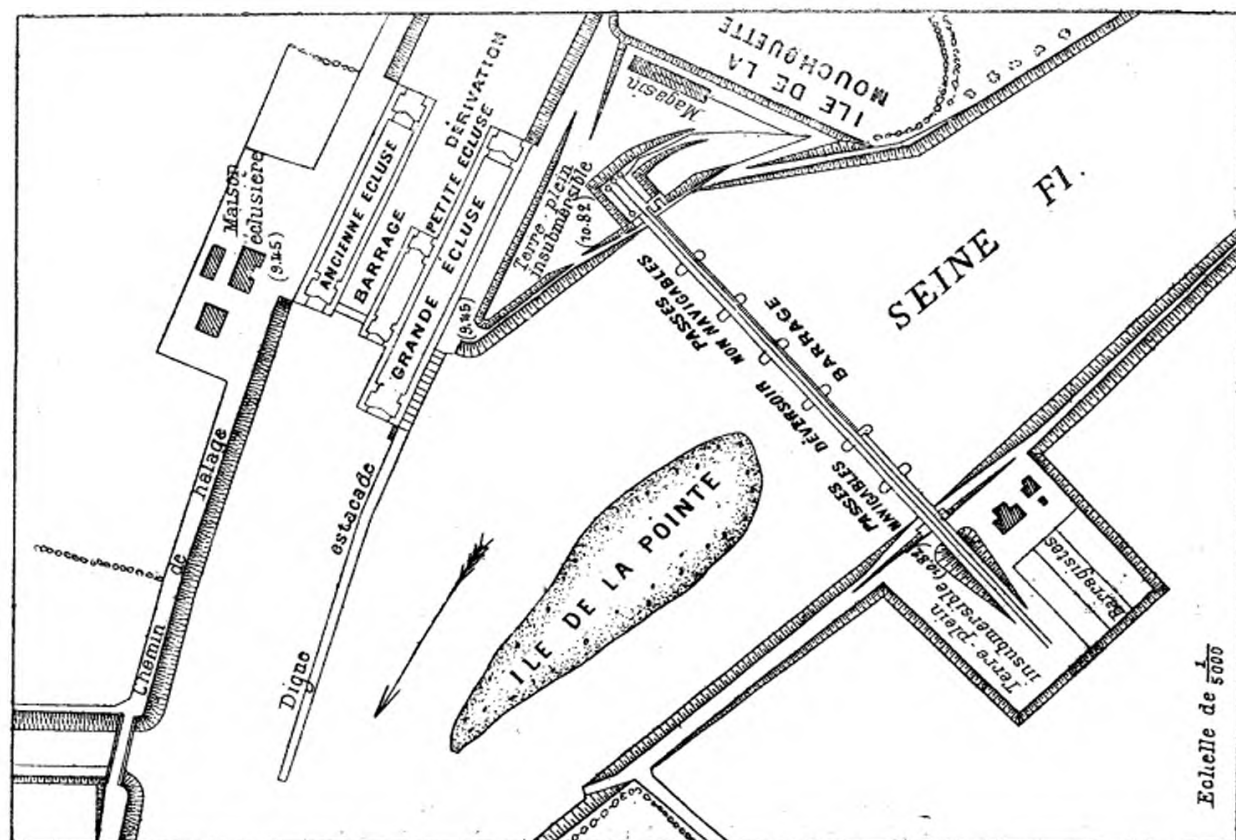 ILE DE LA
MOUCHOUETTE
Magasin
DÉRIVATION
PETITE ECLUSE
ANCIENNE ECLUSE
BARRAGE
GRANDE ÉCLUSE
(9.45)
Maison
éclusière
(9.45)
Terre-plein
insubmersible
(10.82)
SEINE Fl.
PASSES
NON NAVIGABLES
BARRAGE
DÉVERSOIR
PASSES
NAVIGABLES
Chemin de halage
Digue estacade
ILE DE LA POINTE
Terre-plein
insubmersible (10.82)
Barragistes
Echelle de 1/5000